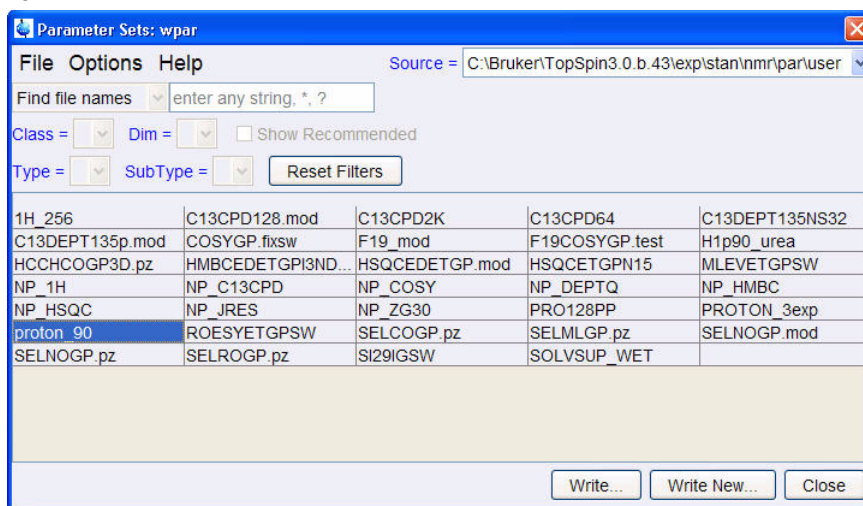 Parameter Sets: wpar
File Options Help Source = C:\Bruker\TopSpin3.0.b.43\exp\stan\nmr\par\user
Find file names enter any string, *, ?
Class = Dim = Show Recommended
Type = SubType = Reset Filters
1H_256 C13CPD128.mod C13CPD2K C13CPD64 C13DEPT135NS32
C13DEPT135p.mod COSYGP.fixsw F19_mod F19COSYGP.test H1p90_urea
HCCHCOGP3D.pz HMBCEDETGPl3ND... HSQCEDETGP.mod HSQCETGPN15 MLEVETGPSW
NP_1H NP_C13CPD NP_COSY NP_DEPTQ NP_HMBC
NP_HSQC NP_JRES NP_ZG30 PRO128PP PROTON_3exp
proton_90 ROESYETGPSW SELCOGP.pz SELMLGP.pz SELNOGP.mod
SELNOGP.pz SELROGP.pz SI29IGSW SOLVSUP_WET
Write... Write New... Close